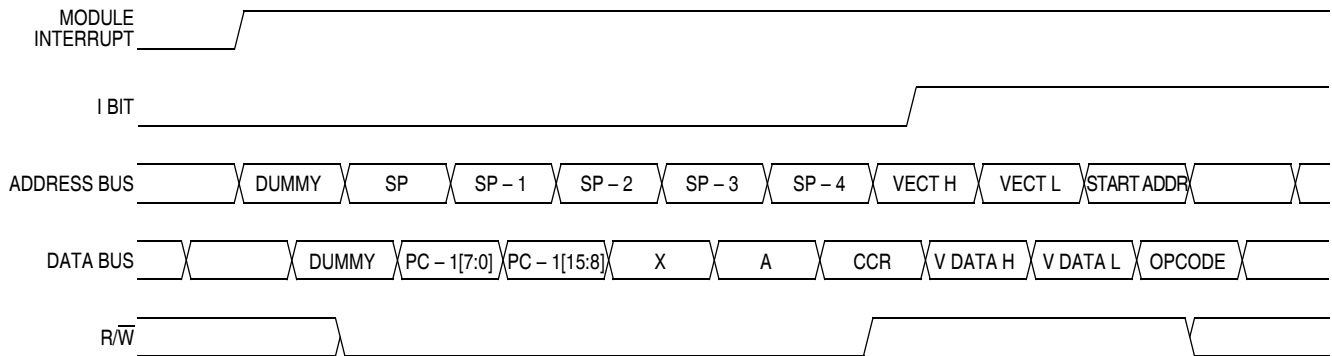 MODULE
INTERRUPT
I BIT
ADDRESS BUS DUMMY SP SP – 1 SP – 2 SP – 3 SP – 4 VECT H VECT L START ADDR
DATA BUS DUMMY PC – 1[7:0] PC – 1[15:8] X A CCR V DATA H V DATA L OPCODE
R/W̅